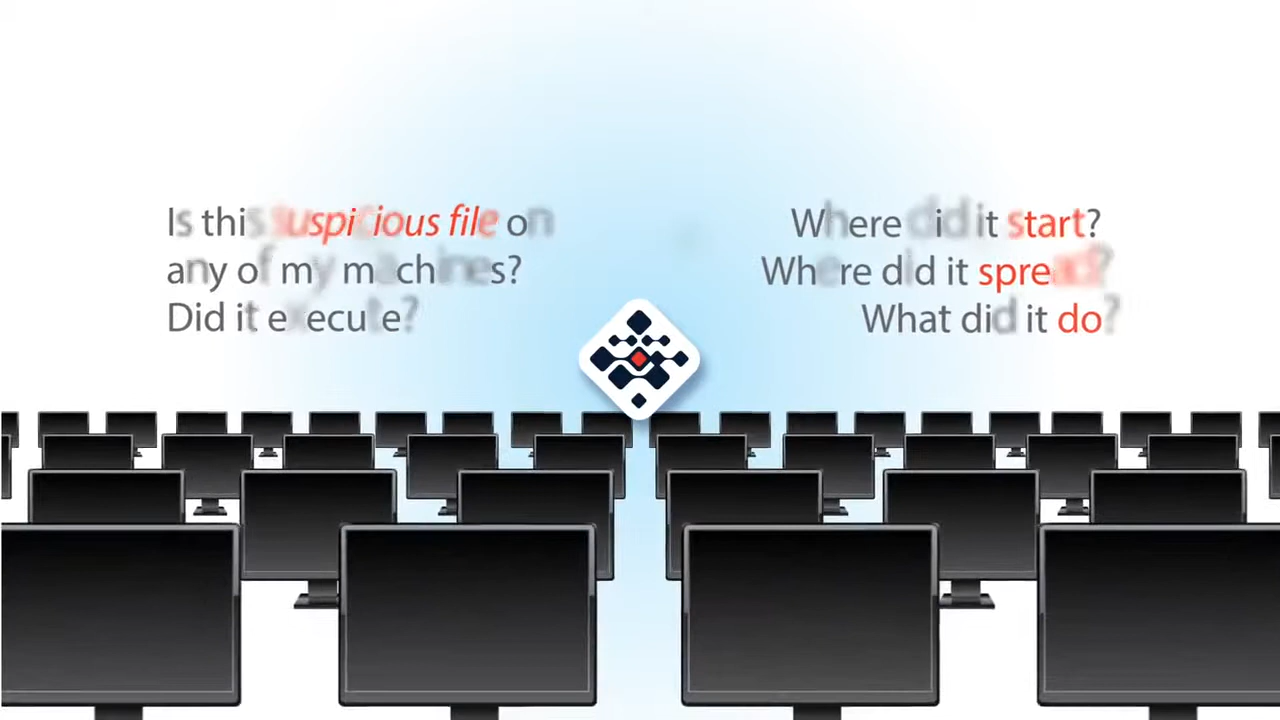 Is this suspicious file on
any of my machines?
Did it execute?
Where did it start?
Where did it spread?
What did it do?